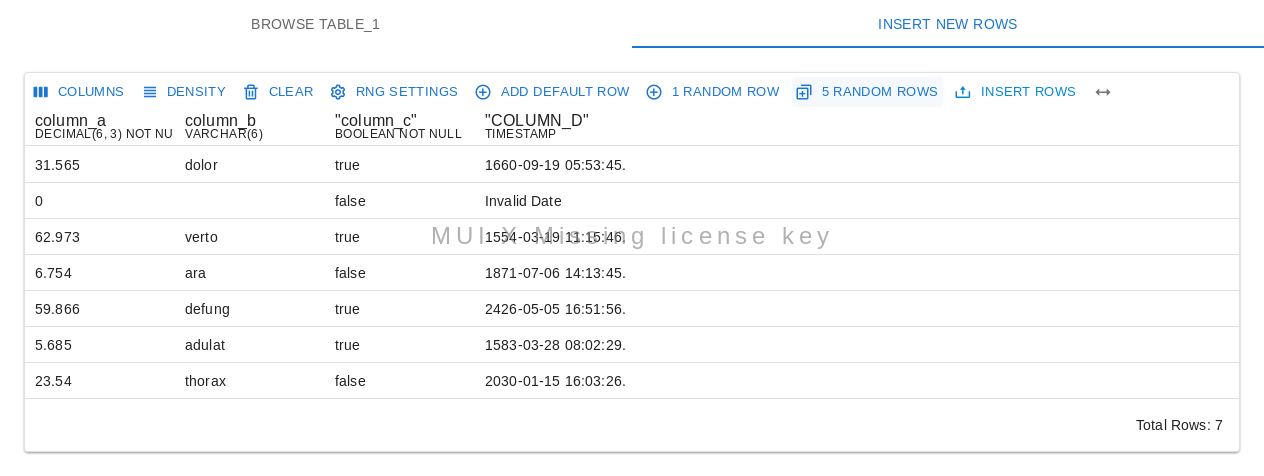 BROWSE TABLE_1 INSERT NEW ROWS
COLUMNS DENSITY CLEAR RNG SETTINGS ADD DEFAULT ROW 1 RANDOM ROW 5 RANDOM ROWS INSERT ROWS
column_a column_b "column_c" "COLUMN_D"
DECIMAL(6, 3) NOT NU VARCHAR(6) BOOLEAN NOT NULL TIMESTAMP
31.565 dolor true 1660-09-19 05:53:45.
0 false Invalid Date
62.973 verto true 1554-03-19 11:15:46.
MUI X Missing license key
6.754 ara false 1871-07-06 14:13:45.
59.866 defung true 2426-05-05 16:51:56.
5.685 adulat true 1583-03-28 08:02:29.
23.54 thorax false 2030-01-15 16:03:26.
Total Rows: 7